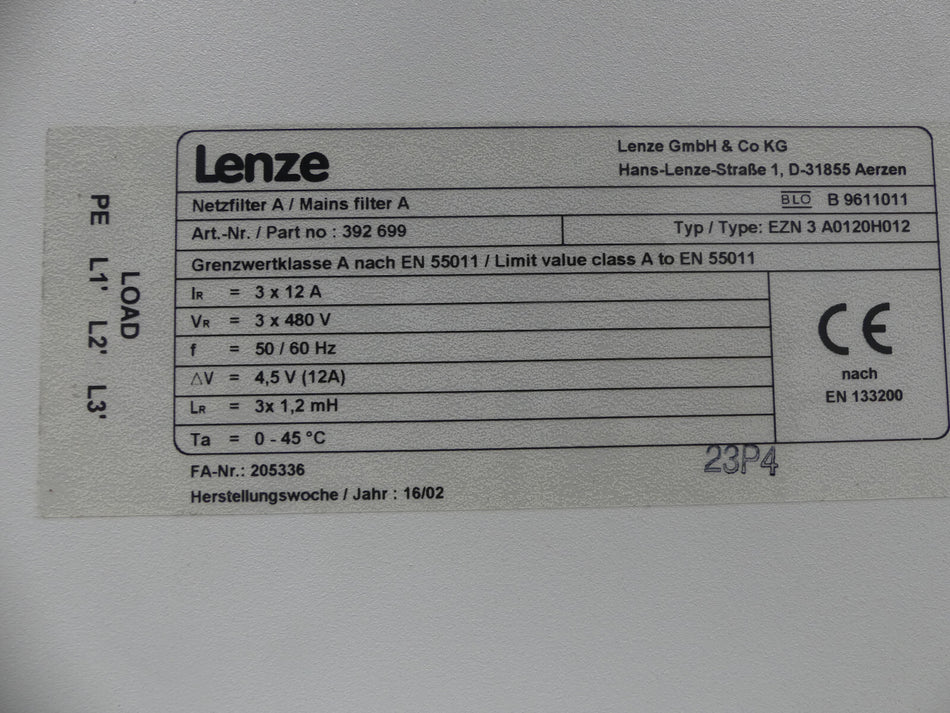 Lenze
Lenze GmbH & Co KG
Hans-Lenze-Straße 1, D-31855 Aerzen
Netzfilter A / Mains filter A
BLO B 9611011
Art.-Nr. / Part no : 392 699
Typ / Type: EZN 3 A0120H012
Grenzwertklasse A nach EN 55011 / Limit value class A to EN 55011
IR = 3 x 12 A
VR = 3 x 480 V
f = 50 / 60 Hz
△V = 4,5 V (12A)
LR = 3x 1,2 mH
Ta = 0 - 45 °C
CE
nach
EN 133200
FA-Nr.: 205336
Herstellungswoche / Jahr : 16/02
23P4
LOAD
PE L1' L2' L3'